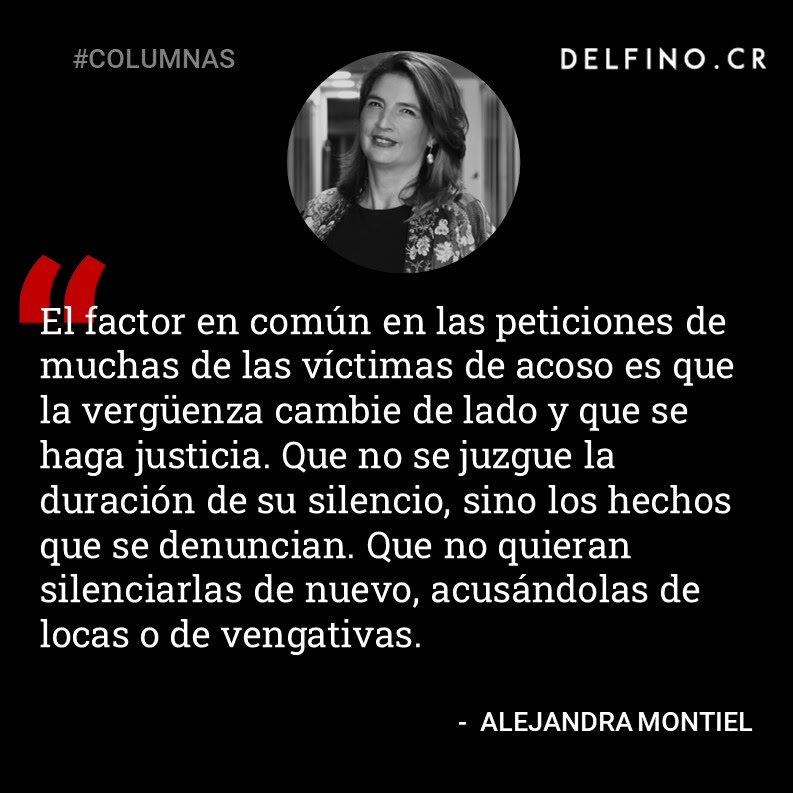 #COLUMNAS
DELFINO.CR
“
El factor en común en las peticiones de
muchas de las víctimas de acoso es que
la vergüenza cambie de lado y que se
haga justicia. Que no se juzgue la
duración de su silencio, sino los hechos
que se denuncian. Que no quieran
silenciarlas de nuevo, acusándolas de
locas o de vengativas.
- ALEJANDRA MONTIEL